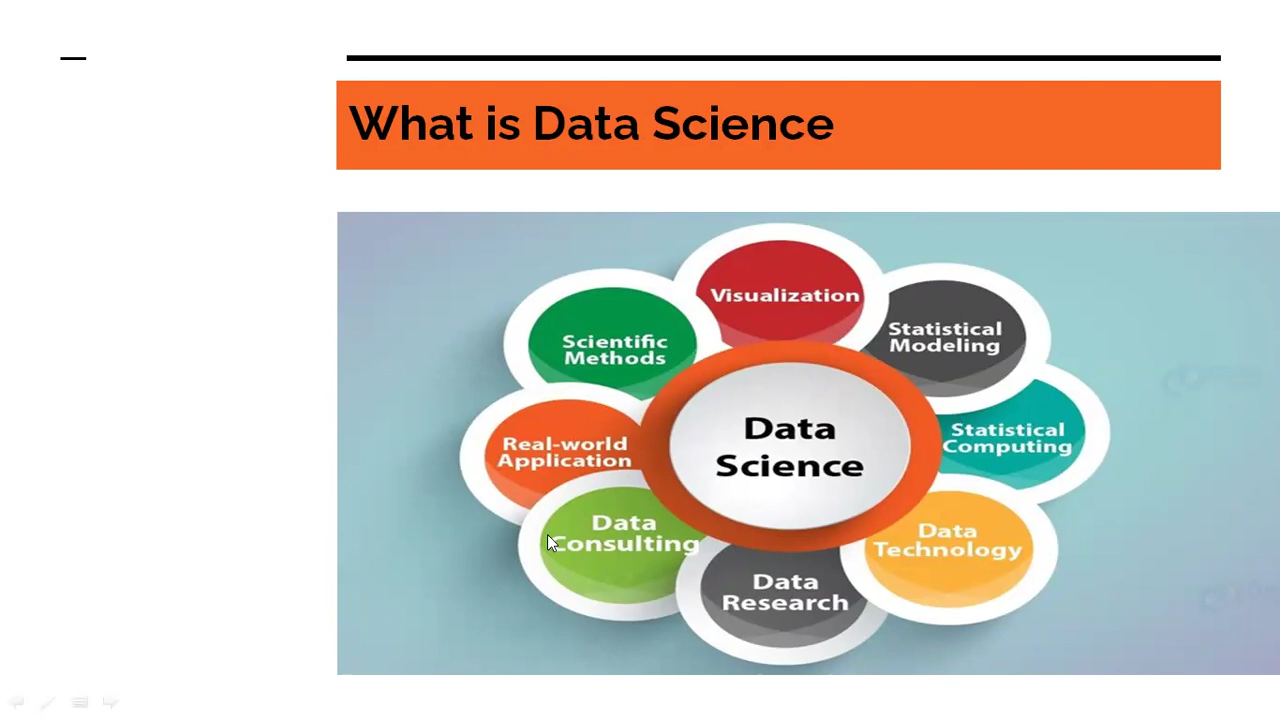 What is Data Science
Visualization
Scientific
Methods
Statistical
Modeling
Real-world
Application
Data
Science
Statistical
Computing
Data
Consulting
Data
Technology
Data
Research